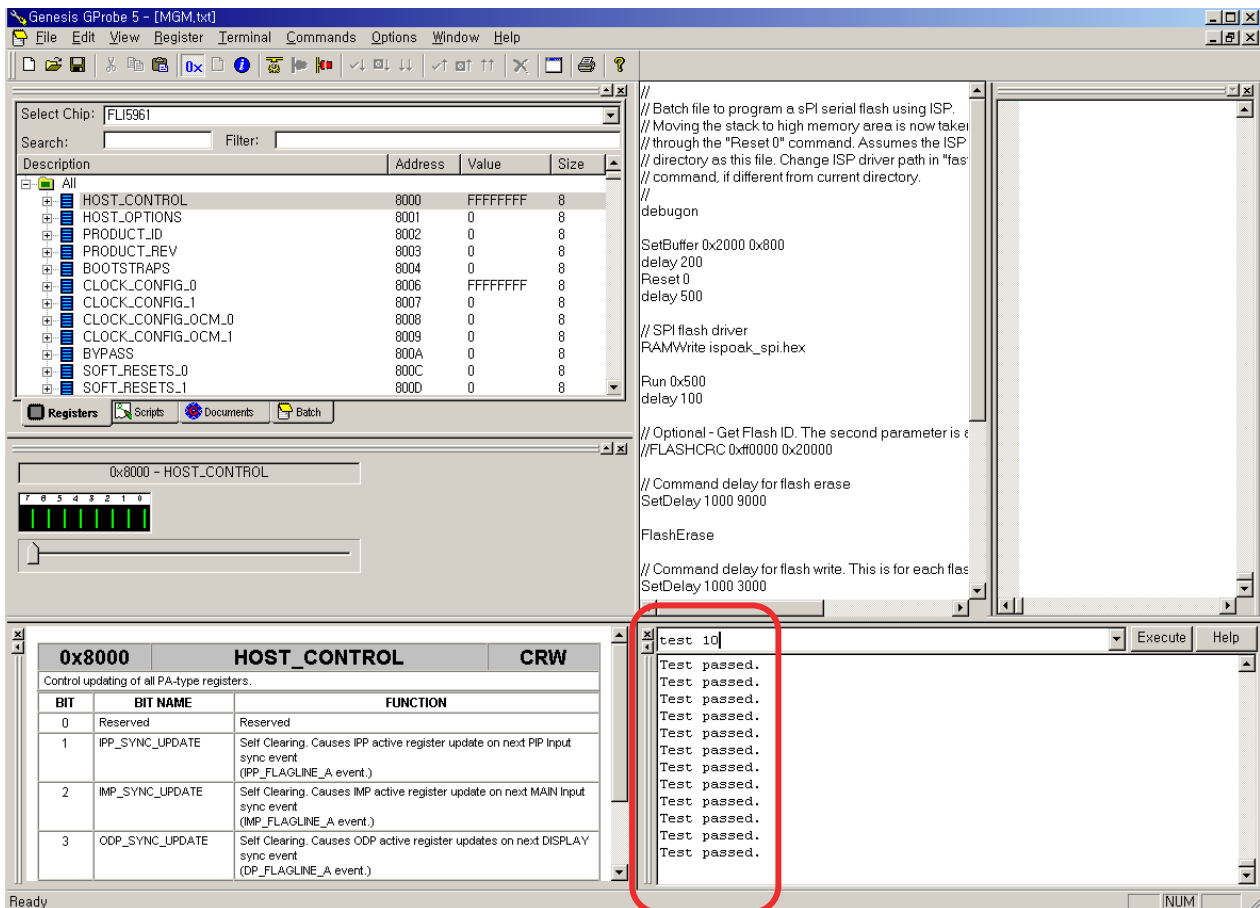 Genesis GProbe 5 - [MGM.txt]
File Edit View Register Terminal Commands Options Window Help
0x
Select Chip: FLI5961
Search: Filter:
Description Address Value Size
All
HOST_CONTROL 8000 FFFFFFFF 8
HOST_OPTIONS 8001 0 8
PRODUCT_ID 8002 0 8
PRODUCT_REV 8003 0 8
BOOTSTRAPS 8004 0 8
CLOCK_CONFIG_0 8006 FFFFFFFF 8
CLOCK_CONFIG_1 8007 0 8
CLOCK_CONFIG_OCM_0 8008 0 8
CLOCK_CONFIG_OCM_1 8009 0 8
BYPASS 800A 0 8
SOFT_RESETS_0 800C 0 8
SOFT_RESETS_1 800D 0 8
Registers Scripts Documents Batch
0x8000 - HOST_CONTROL
7 6 5 4 3 2 1 0
//
// Batch file to program a sPI serial flash using ISP.
// Moving the stack to high memory area is now taken
// through the "Reset 0" command. Assumes the ISP
// directory as this file. Change ISP driver path in "fas
// command, if different from current directory.
//
debugon
SetBuffer 0x2000 0x800
delay 200
Reset 0
delay 500
// SPI flash driver
RAMWrite ispoak_spi.hex
Run 0x500
delay 100
// Optional - Get Flash ID. The second parameter is a
//FLASHCRC 0xff0000 0x20000
// Command delay for flash erase
SetDelay 1000 9000
FlashErase
// Command delay for flash write. This is for each flas
SetDelay 1000 3000
0x8000 HOST_CONTROL CRW
Control updating of all PA-type registers.
BIT BIT NAME FUNCTION
0 Reserved Reserved
1 IPP_SYNC_UPDATE Self Clearing. Causes IPP active register update on next PIP Input
sync event
(IPP_FLAGLINE_A event.)
2 IMP_SYNC_UPDATE Self Clearing. Causes IMP active register update on next MAIN Input
sync event
(IMP_FLAGLINE_A event.)
3 ODP_SYNC_UPDATE Self Clearing. Causes ODP active register updates on next DISPLAY
sync event
(DP_FLAGLINE_A event.)
test 10 Execute Help
Test passed.
Test passed.
Test passed.
Test passed.
Test passed.
Test passed.
Test passed.
Test passed.
Test passed.
Test passed.
Test passed.
Test passed.
Ready NUM